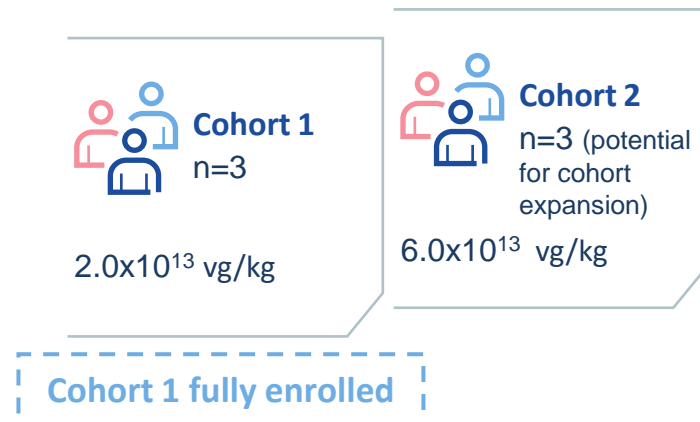 Cohort 1
n=3
2.0x10¹³ vg/kg
Cohort 2
n=3 (potential
for cohort
expansion)
6.0x10¹³ vg/kg
Cohort 1 fully enrolled